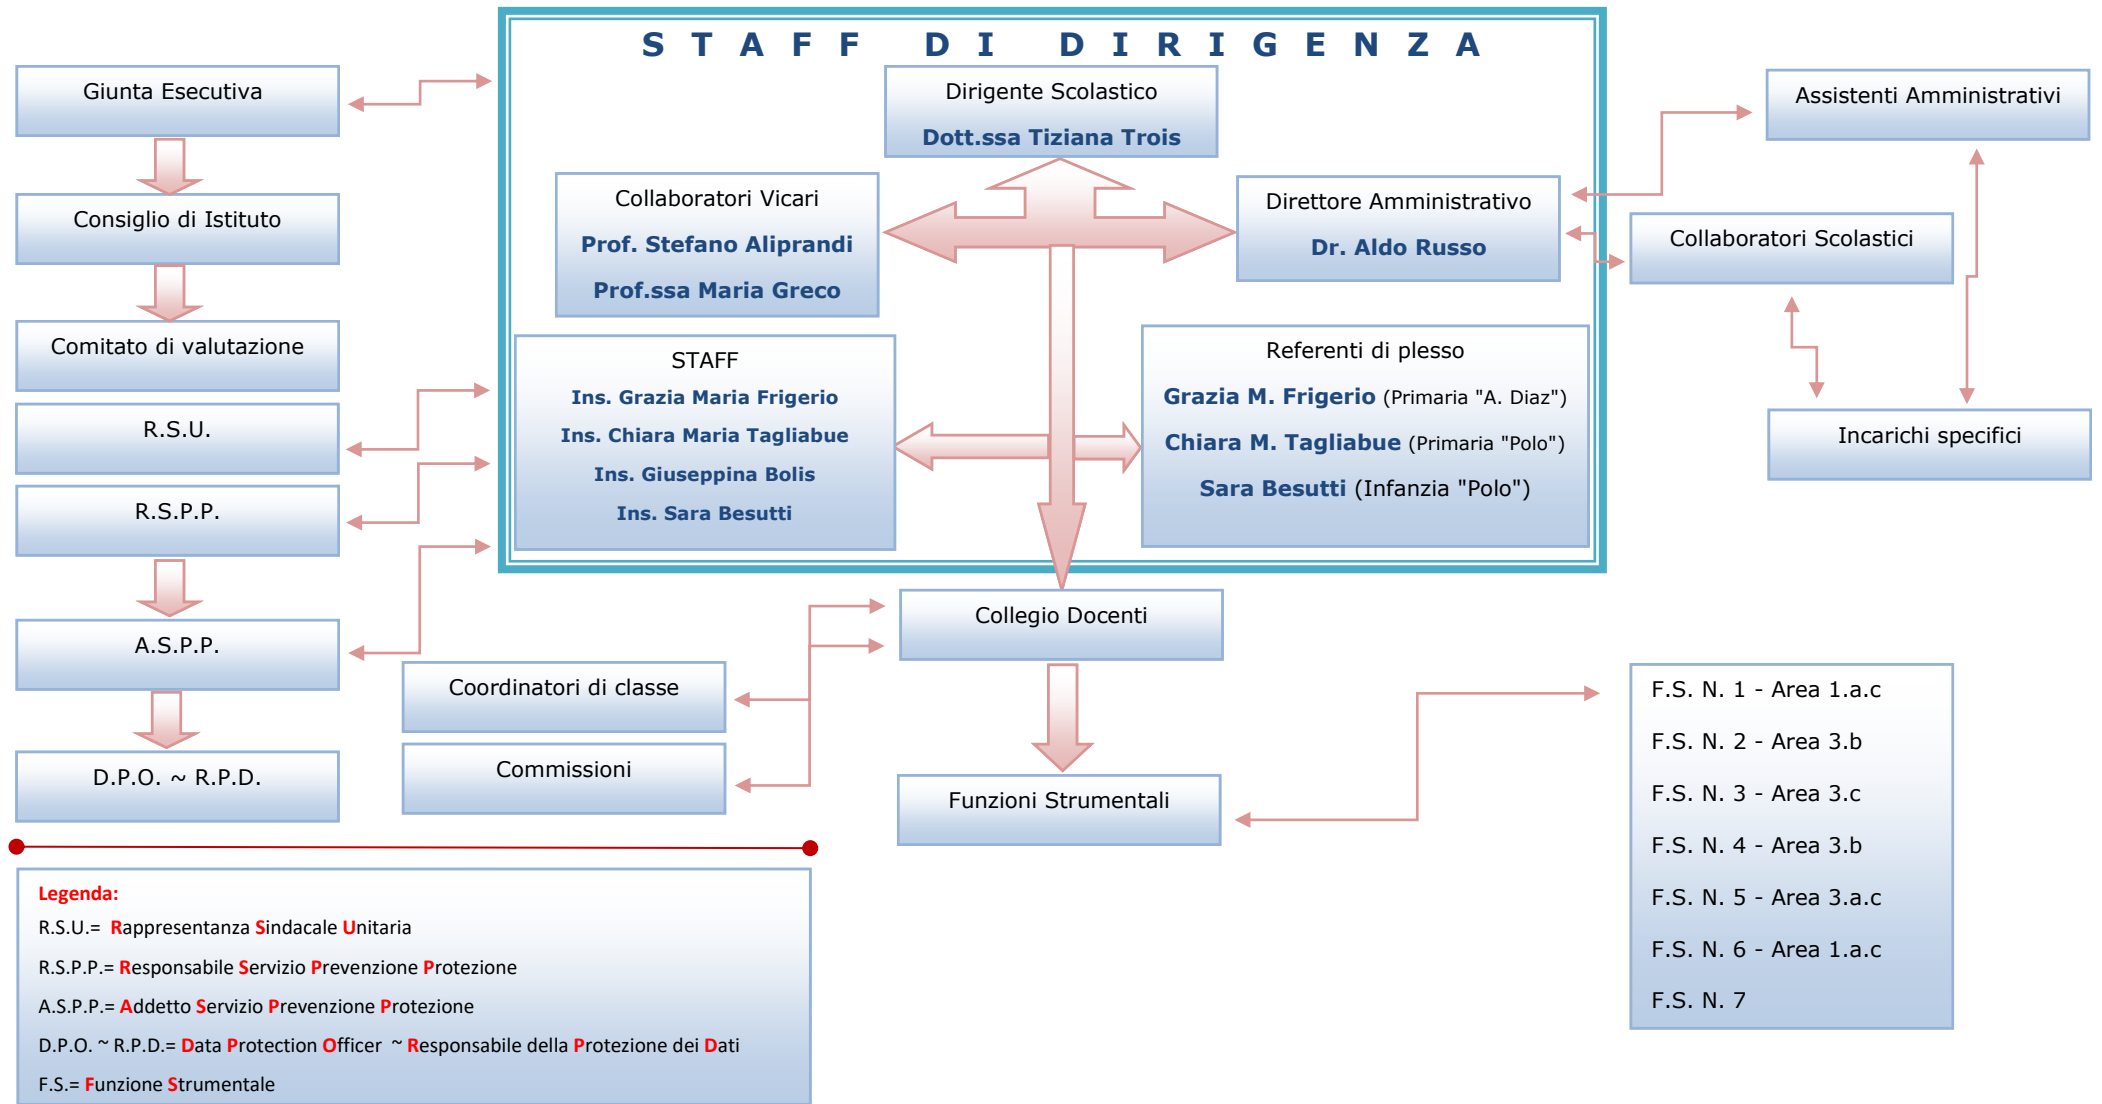 S T A F F  D I  D I R I G E N Z A
Giunta Esecutiva
Consiglio di Istituto
Comitato di valutazione
R.S.U.
R.S.P.P.
A.S.P.P.
D.P.O. ~ R.P.D.
Dirigente Scolastico
Dott.ssa Tiziana Trois
Collaboratori Vicari
Prof. Stefano Aliprandi
Prof.ssa Maria Greco
Direttore Amministrativo
Dr. Aldo Russo
STAFF
Ins. Grazia Maria Frigerio
Ins. Chiara Maria Tagliabue
Ins. Giuseppina Bolis
Ins. Sara Besutti
Referenti di plesso
Grazia M. Frigerio (Primaria "A. Diaz")
Chiara M. Tagliabue (Primaria "Polo")
Sara Besutti (Infanzia "Polo")
Assistenti Amministrativi
Collaboratori Scolastici
Incarichi specifici
Collegio Docenti
Coordinatori di classe
Commissioni
Funzioni Strumentali
F.S. N. 1 - Area 1.a.c
F.S. N. 2 - Area 3.b
F.S. N. 3 - Area 3.c
F.S. N. 4 - Area 3.b
F.S. N. 5 - Area 3.a.c
F.S. N. 6 - Area 1.a.c
F.S. N. 7
Legenda:
R.S.U.= Rappresentanza Sindacale Unitaria
R.S.P.P.= Responsabile Servizio Prevenzione Protezione
A.S.P.P.= Addetto Servizio Prevenzione Protezione
D.P.O. ~ R.P.D.= Data Protection Officer ~ Responsabile della Protezione dei Dati
F.S.= Funzione Strumentale